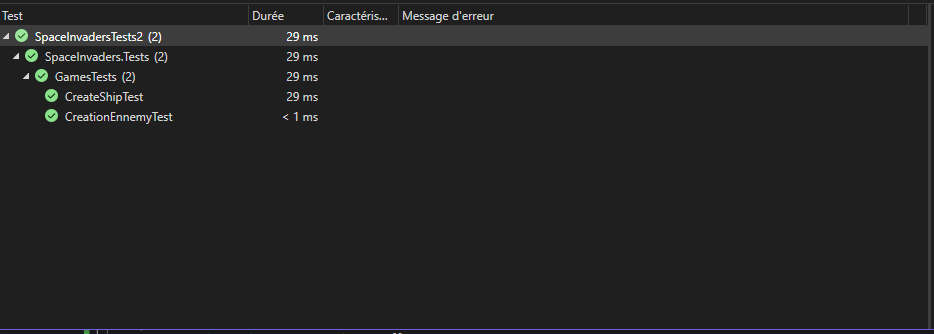 Test Durée Caractéris... Message d'erreur
SpaceInvadersTests2 (2) 29 ms
SpaceInvaders.Tests (2) 29 ms
GamesTests (2) 29 ms
CreateShipTest 29 ms
CreationEnnemyTest < 1 ms